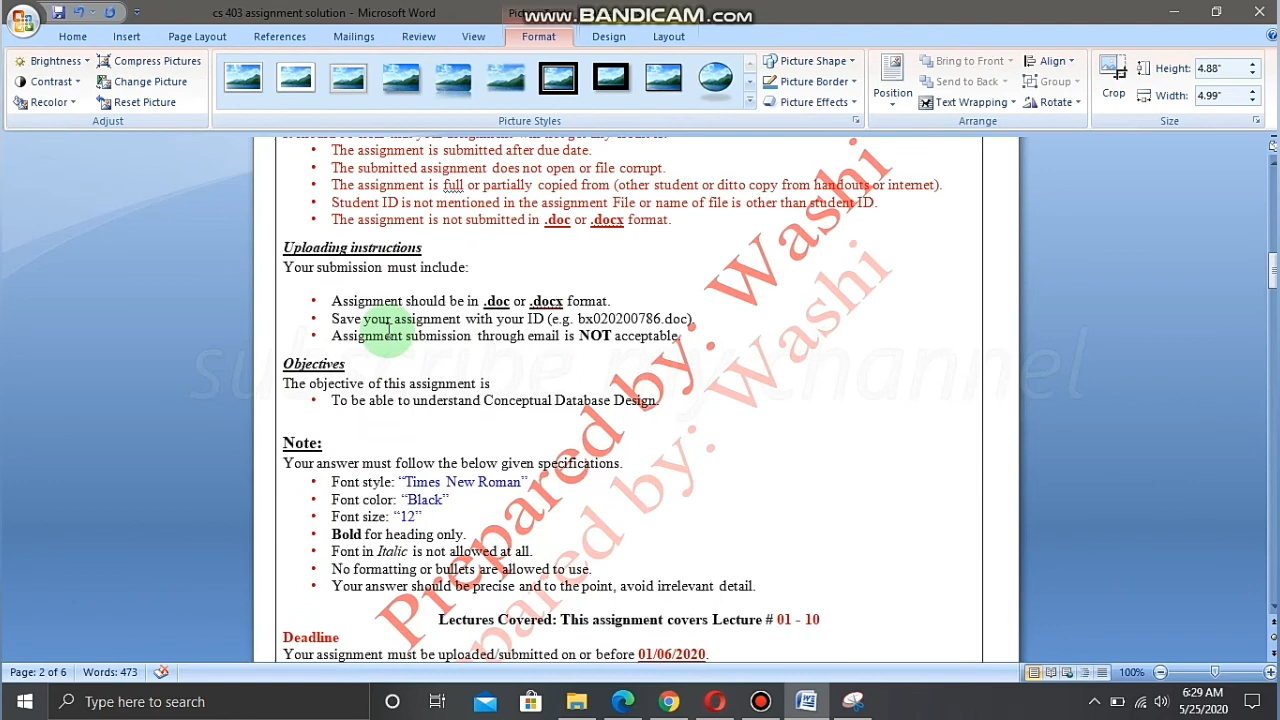 cs 403 assignment solution - Microsoft Word
www.BANDICAM.com
Home Insert Page Layout References Mailings Review View Format Design Layout
Brightness Compress Pictures
Contrast Change Picture
Recolor Reset Picture
Adjust
Picture Styles
Picture Shape
Picture Border
Picture Effects
Position
Bring to Front
Send to Back
Text Wrapping
Align
Group
Rotate
Arrange
Crop
Height: 4.88"
Width: 4.99"
Size
• The assignment is submitted after due date.
• The submitted assignment does not open or file corrupt.
• The assignment is full or partially copied from (other student or ditto copy from handouts or internet).
• Student ID is not mentioned in the assignment File or name of file is other than student ID.
• The assignment is not submitted in .doc or .docx format.
Uploading instructions
Your submission must include:
• Assignment should be in .doc or .docx format.
• Save your assignment with your ID (e.g. bx020200786.doc).
• Assignment submission through email is NOT acceptable.
Objectives
The objective of this assignment is
• To be able to understand Conceptual Database Design.
Note:
Your answer must follow the below given specifications.
• Font style: “Times New Roman”
• Font color: “Black”
• Font size: “12”
• Bold for heading only.
• Font in Italic is not allowed at all.
• No formatting or bullets are allowed to use.
• Your answer should be precise and to the point, avoid irrelevant detail.
Lectures Covered: This assignment covers Lecture # 01 - 10
Deadline
Your assignment must be uploaded/submitted on or before 01/06/2020.
Prepared by: Washi
pared by: Washi
subscribe my channel
Page: 2 of 6 Words: 473 100%
Type here to search
6:29 AM
5/25/2020